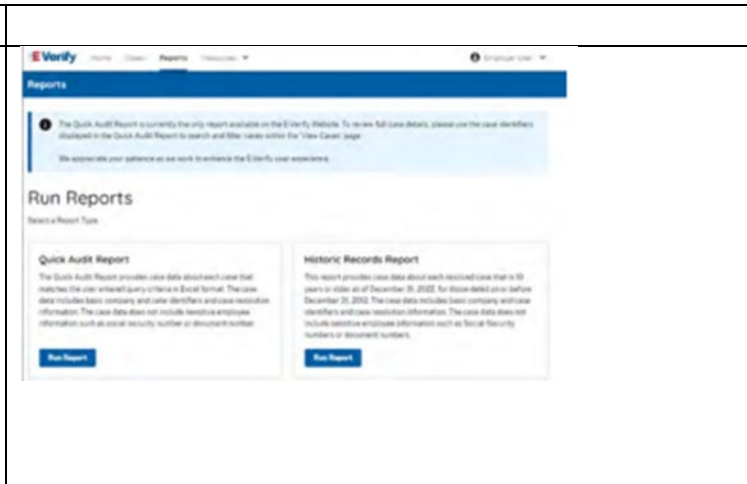 E-Verify Home Cases Reports Resources Employer User
Reports
The Quick Audit Report is currently the only report available on the E-Verify Website. To review full case details, please use the case identifiers
displayed in the Quick Audit Report to search and filter cases within the 'View Cases' page.
We appreciate your patience as we work to enhance the E-Verify user experience.
Run Reports
Select a Report Type
Quick Audit Report
The Quick Audit Report provides case data about each case that
matches the user entered query criteria in Excel format. The case
data includes basic company and case identifiers and case resolution
information. The case data does not include sensitive employee
information such as social security number or document number.
Run Report
Historic Records Report
This report provides case data about each resolved case that is 10
years or older as of December 31, 2022, for those dated on or before
December 31, 2012. The case data includes basic company and case
identifiers and case resolution information. The case data does not
include sensitive employee information such as Social Security
numbers or document numbers.
Run Report